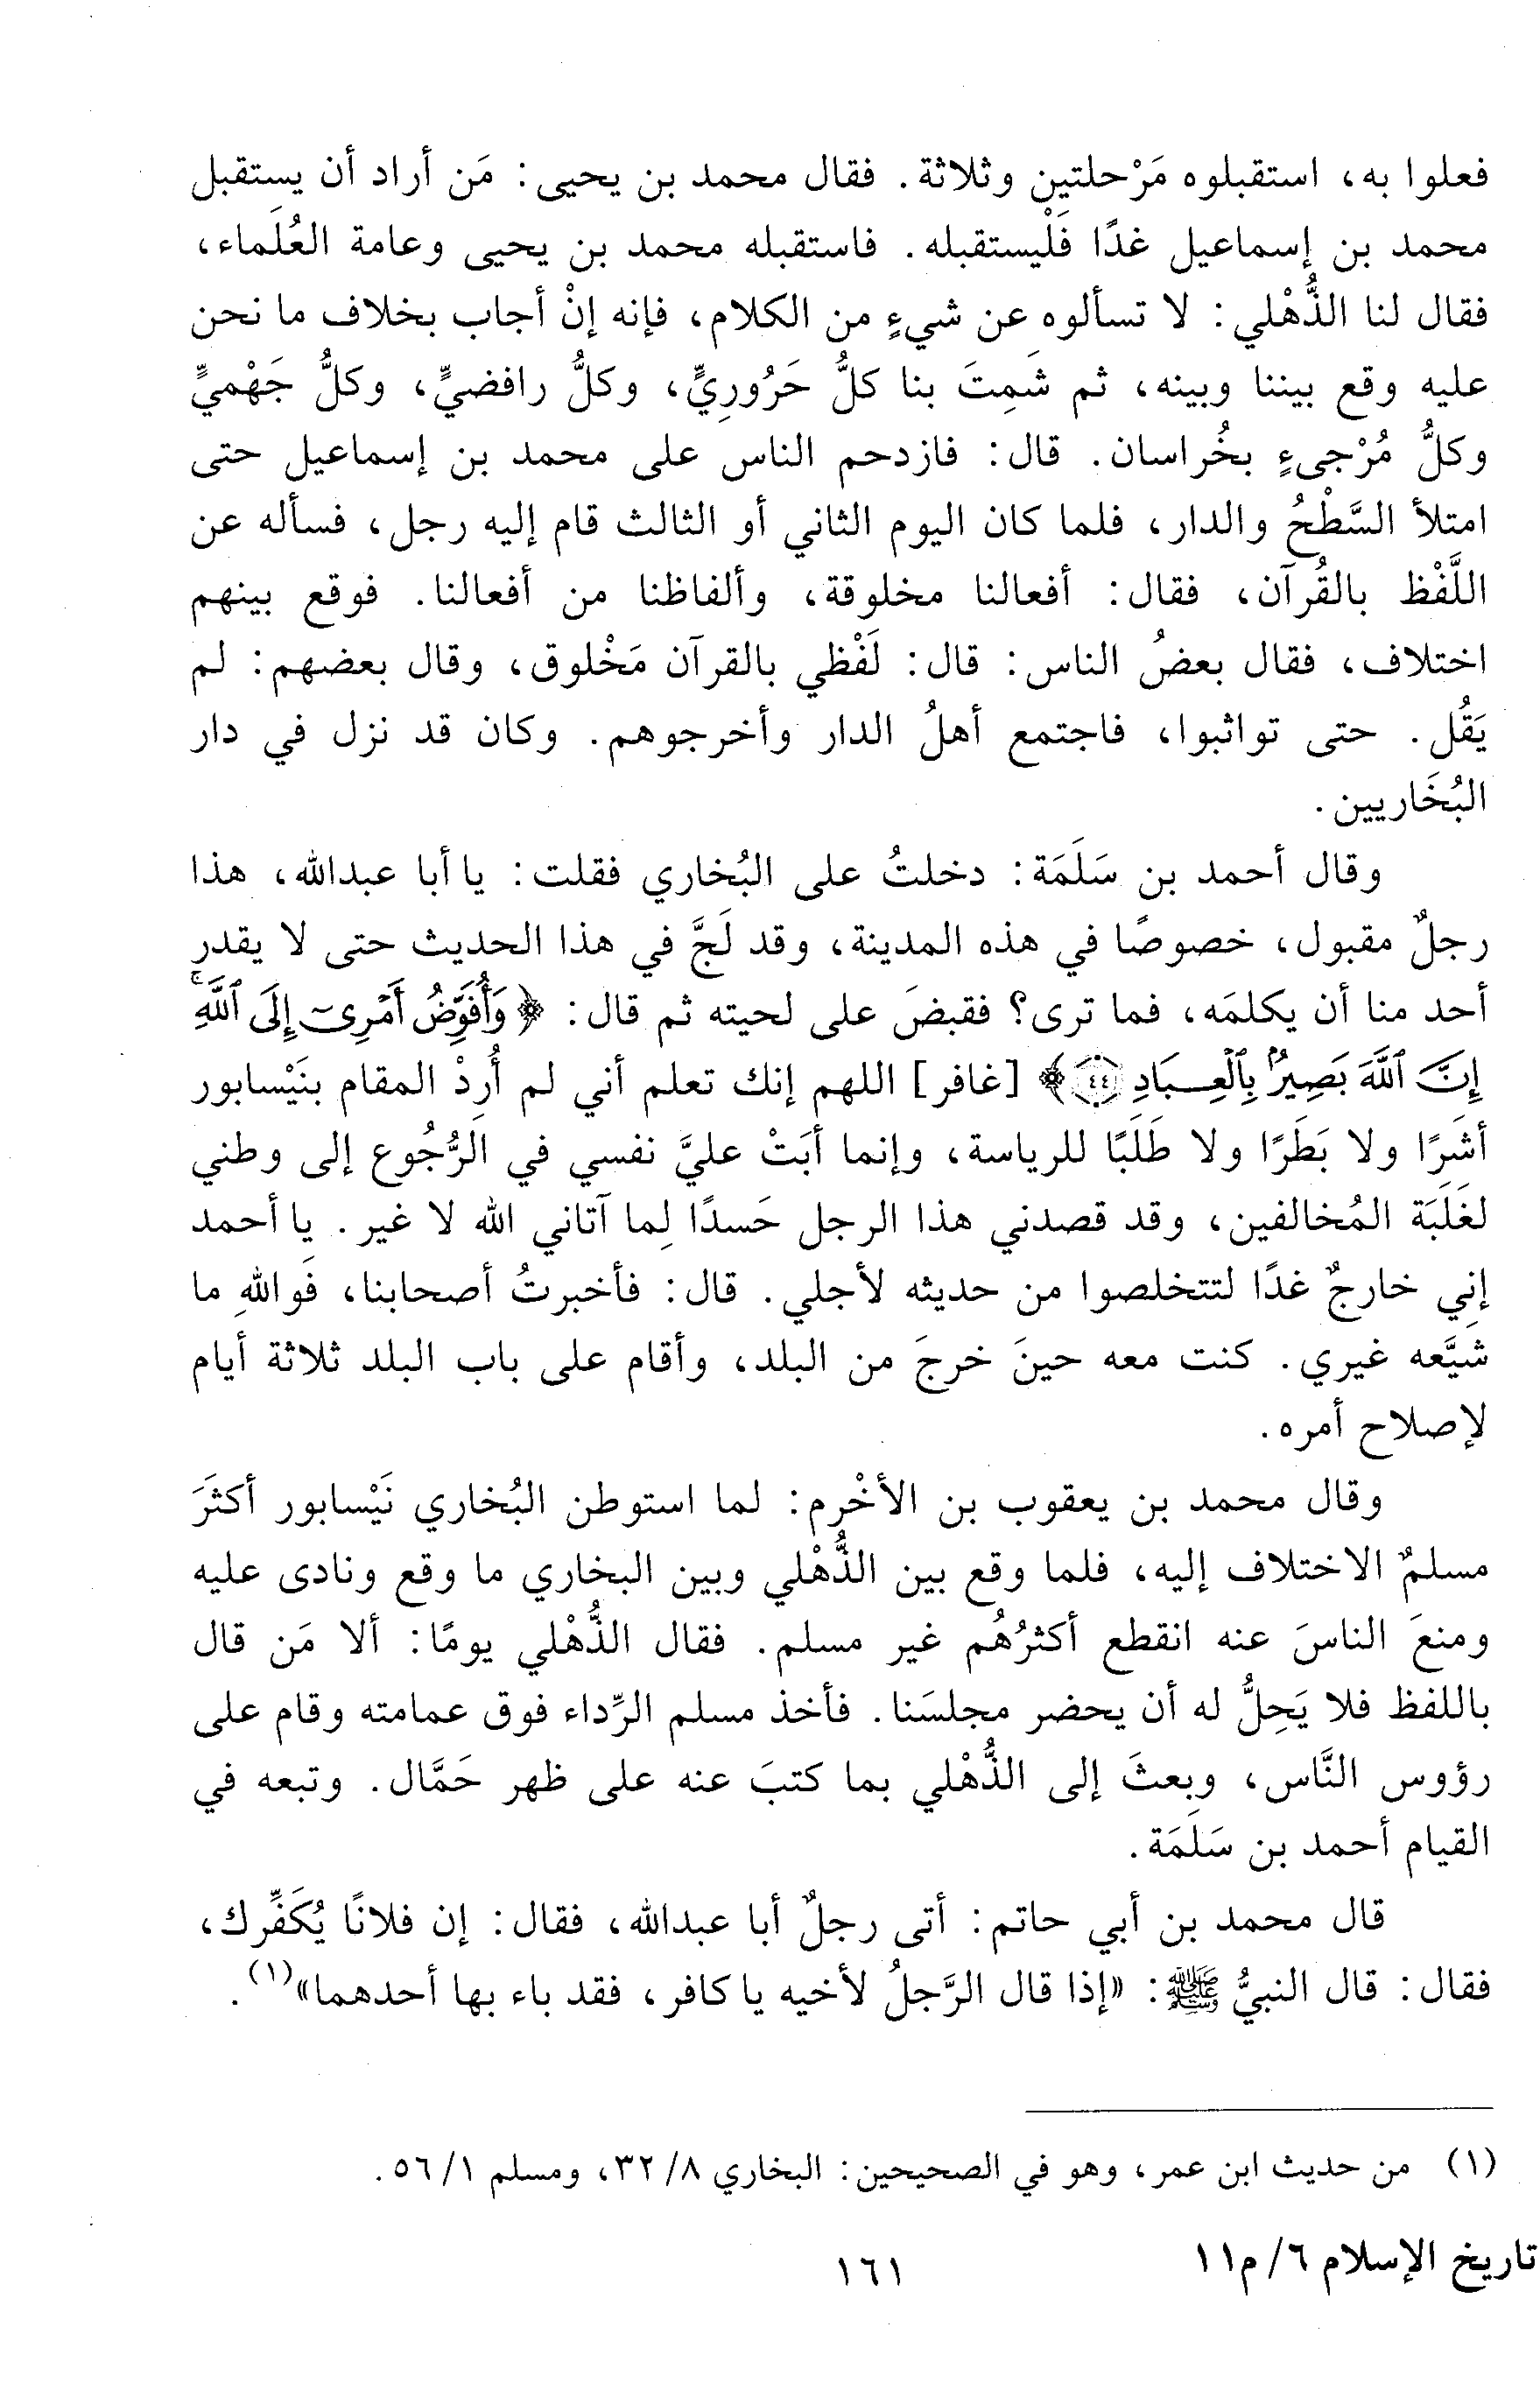 فعلوا به، استقبلوه مَرْحلتين وثلاثة. فقال محمد بن يحيى: مَن أراد أن يستقبل
محمد بن إسماعيل غدًا فَلْيستقبله. فاستقبله محمد بن يحيى وعامة العُلَماء،
فقال لنا الذُّهْلي: لا تسألوه عن شيءٍ من الكلام، فإنه إنْ أجاب بخلاف ما نحن
عليه وقع بيننا وبينه، ثم شَمِتَ بنا كلُّ حَرُوريٍّ، وكلُّ رافضيٍّ، وكلُّ جَهْميٍّ
وكلُّ مُرْجىءٍ بخُراسان. قال: فازدحم الناس على محمد بن إسماعيل حتى
امتلأ السَّطْحُ والدار، فلما كان اليوم الثاني أو الثالث قام إليه رجل، فسأله عن
اللَّفْظ بالقُرآن، فقال: أفعالنا مخلوقة، وألفاظنا من أفعالنا. فوقع بينهم
اختلاف، فقال بعضُ الناس: قال: لَفْظي بالقرآن مَخْلوق، وقال بعضهم: لم
يَقُل. حتى تواثبوا، فاجتمع أهلُ الدار وأخرجوهم. وكان قد نزل في دار
البُخَاريين.
وقال أحمد بن سَلَمَة: دخلتُ على البُخاري فقلت: يا أبا عبدالله، هذا
رجلٌ مقبول، خصوصًا في هذه المدينة، وقد لَجَّ في هذا الحديث حتى لا يقدر
أحد منا أن يكلمَه، فما ترى؟ فقبضَ على لحيته ثم قال: ﴿وَأُفَوِّضُ أَمْرِىٓ إِلَى ٱللَّهِۚ
إِنَّ ٱللَّهَ بَصِيرٌۢ بِٱلْعِبَادِ ٤٤﴾ [غافر] اللهم إنك تعلم أني لم أُرِدْ المقام بنَيْسابور
أشَرًا ولا بَطَرًا ولا طَلَبًا للرياسة، وإنما أبَتْ عليَّ نفسي في الرُّجُوع إلى وطني
لغَلَبَة المُخالفين، وقد قصدني هذا الرجل حَسدًا لِما آتاني الله لا غير. يا أحمد
إنِي خارجٌ غدًا لتتخلصوا من حديثه لأجلي. قال: فأخبرتُ أصحابنا، فَواللهِ ما
شيَّعه غيري. كنت معه حينَ خرجَ من البلد، وأقام على باب البلد ثلاثة أيام
لإصلاح أمره.
وقال محمد بن يعقوب بن الأخْرم: لما استوطن البُخاري نَيْسابور أكثرَ
مسلمٌ الاختلاف إليه، فلما وقع بين الذُّهْلي وبين البخاري ما وقع ونادى عليه
ومنعَ الناسَ عنه انقطع أكثرُهُم غير مسلم. فقال الذُّهْلي يومًا: ألا مَن قال
باللفظ فلا يَحِلُّ له أن يحضر مجلسَنا. فأخذ مسلم الرِّداء فوق عمامته وقام على
رؤوس النَّاس، وبعثَ إلى الذُّهْلي بما كتبَ عنه على ظهر حَمَّال. وتبعه في
القيام أحمد بن سَلَمَة.
قال محمد بن أبي حاتم: أتى رجلٌ أبا عبدالله، فقال: إن فلانًا يُكَفِّرك،
فقال: قال النبيُّ ﷺ: «إذا قال الرَّجلُ لأخيه يا كافر، فقد باء بها أحدهما»(١).
(١) من حديث ابن عمر، وهو في الصحيحين: البخاري ٨/ ٣٢، ومسلم ١/ ٥٦.
تاريخ الإسلام ٦/ م١١
١٦١